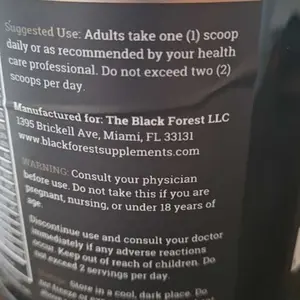 Suggested Use: Adults take one (1) scoop
daily or as recommended by your health
care professional. Do not exceed two (2)
scoops per day.
Manufactured for: The Black Forest LLC
1395 Brickell Ave, Miami, FL 33131
www.blackforestsupplements.com
WARNING: Consult your physician
before use. Do not take this if you are
pregnant, nursing, or under 18 years of
age.
Discontinue use and consult your doctor
immediately if any adverse reactions
occur. Keep out of reach of children. Do
not exceed 2 servings per day.
Store in a cool, dark place. Do